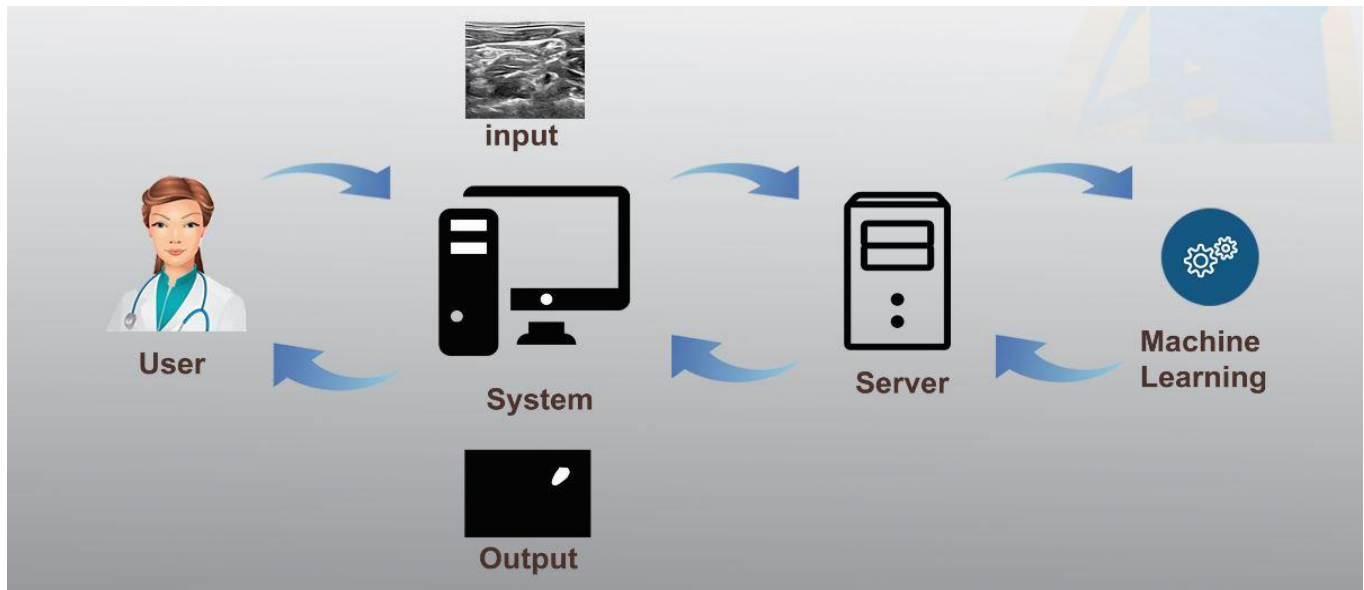 input
User
System
Server
Machine
Learning
Output